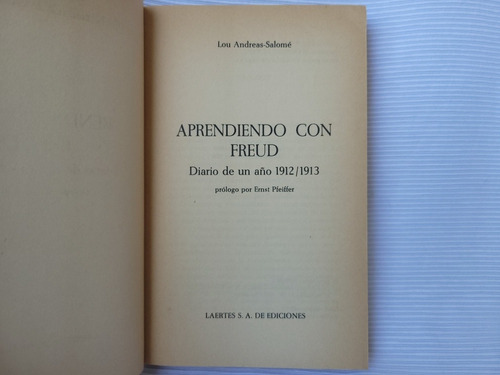 Lou Andreas-Salomé
APRENDIENDO CON
FREUD
Diario de un año 1912/1913
prólogo por Ernst Pfeiffer
LAERTES S. A. DE EDICIONES